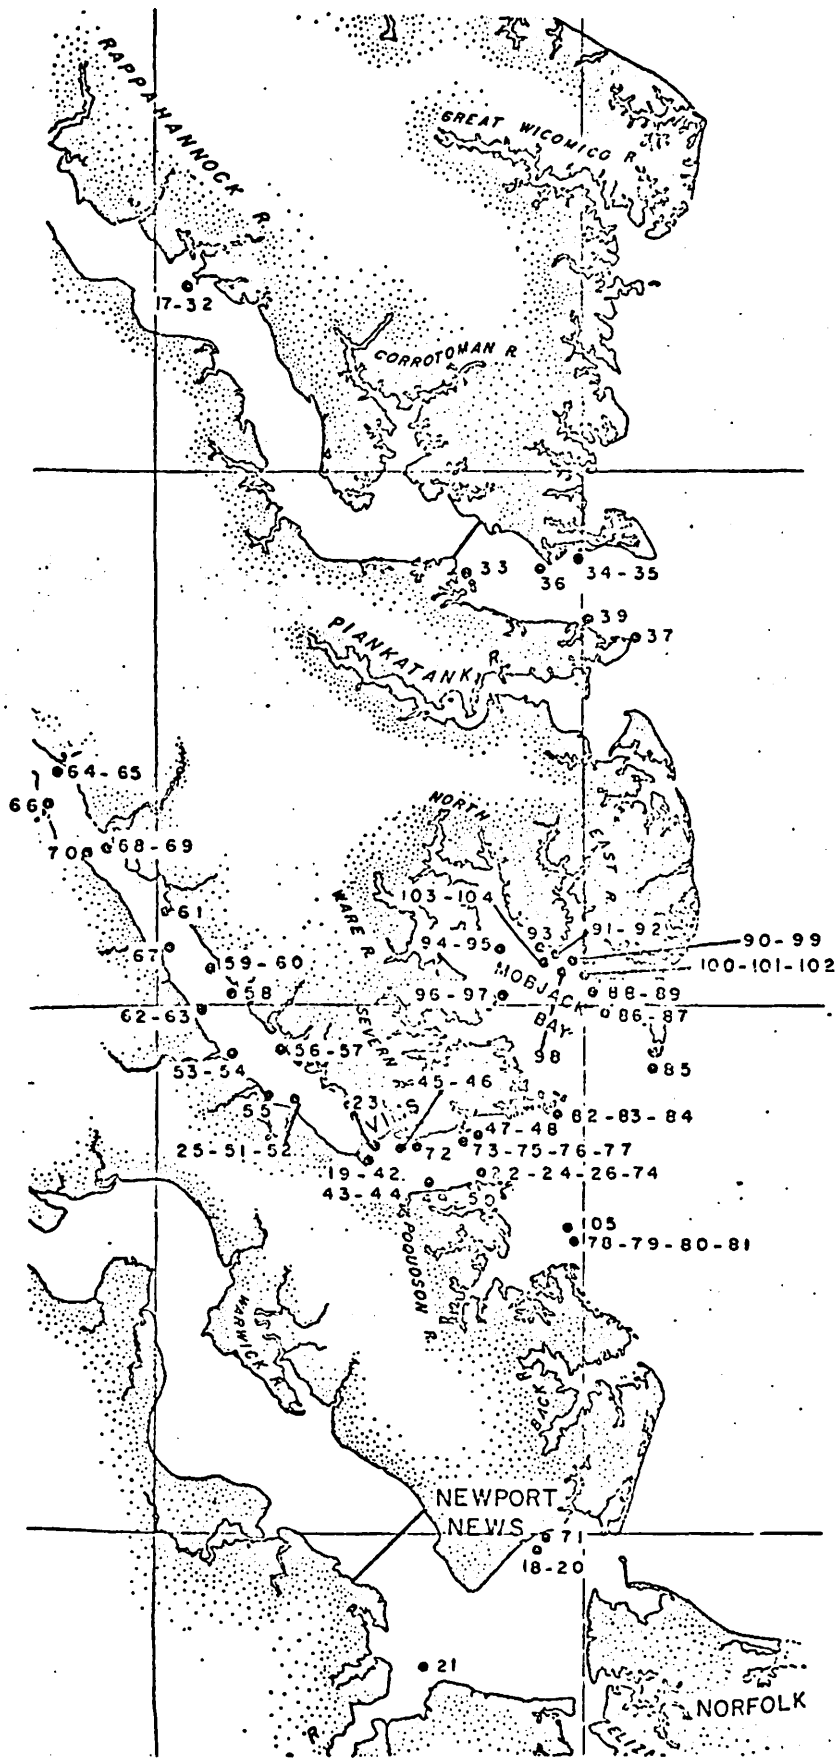 RAPPAHANNOCK R.
GREAT WICOMICO R
17-32
CORROTOMAN R
33
36
34-35
39
37
PIANKATANK R
64-65
66
70
68-69
NORTH
EAST R
WARE R
103-104
61
93
91-92
94-95
90-99
67
59-60
100-101-102
MOBJACK BAY
96-97
88-89
58
62-63
86-87
SEVERN
98
56-57
53-54
85
45-46
55
23
82-83-84
47-48
25-51-52
72
73-75-76-77
19-42
22-24-26-74
43-44
50
105
POQUOSON R.
78-79-80-81
WARWICK R
BACK R
NEWPORT NEWS
71
18-20
21
NORFOLK
R
ELIZA